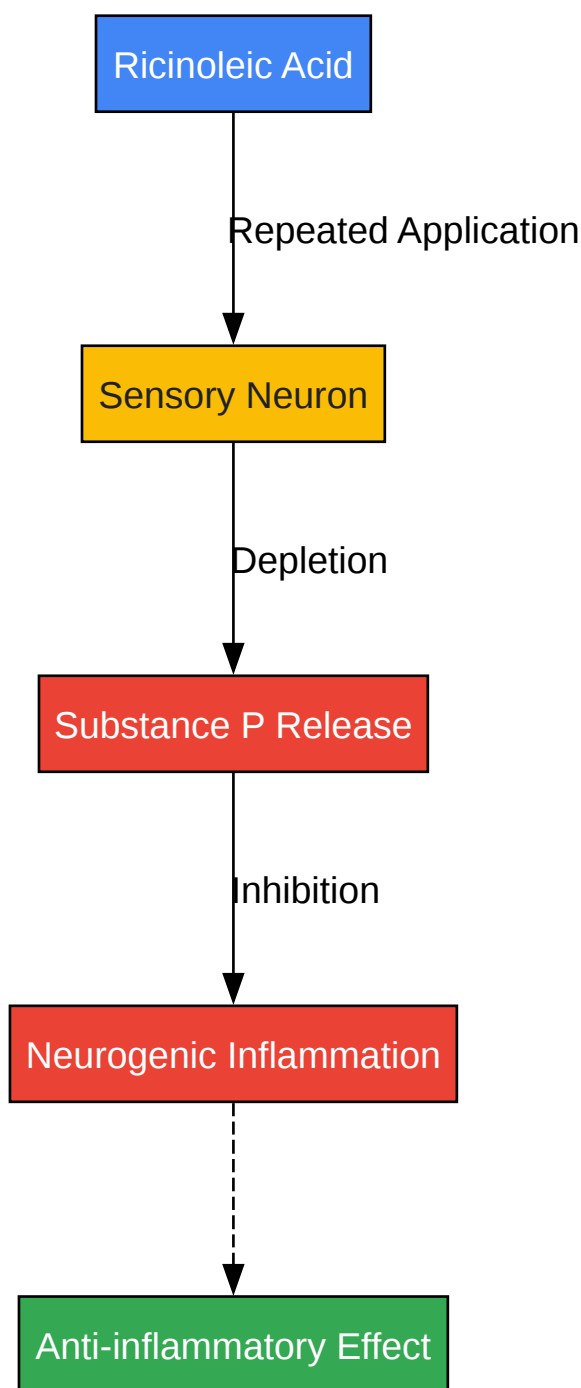 Ricinoleic Acid
Repeated Application
Sensory Neuron
Depletion
Substance P Release
Inhibition
Neurogenic Inflammation
Anti-inflammatory Effect